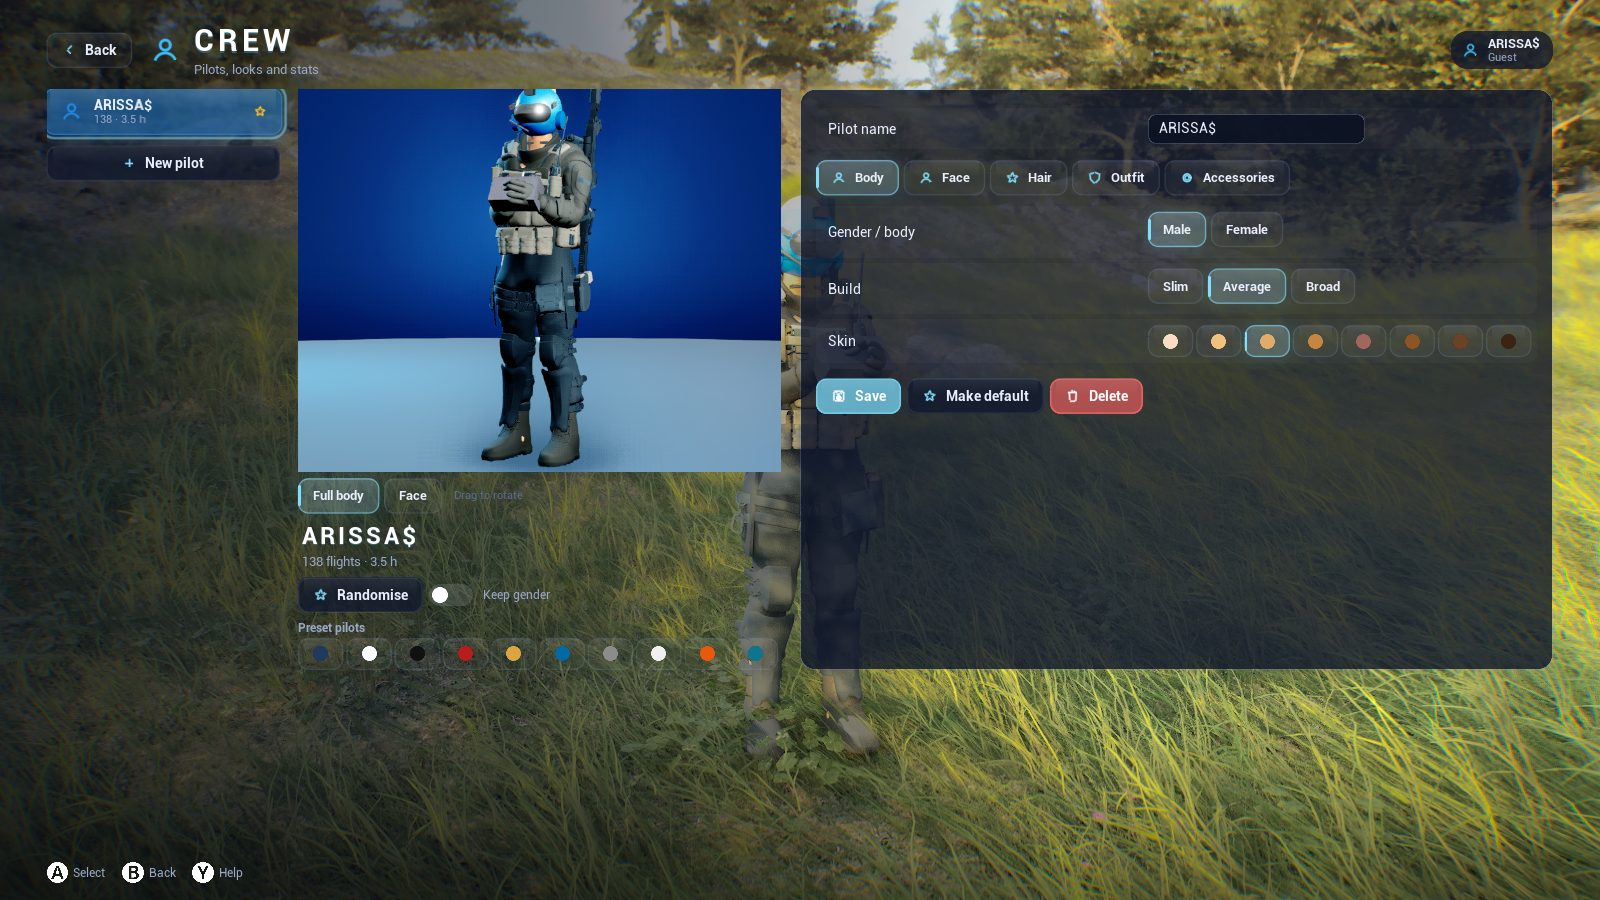 Back
CREW
Pilots, looks and stats
ARISSA$
Guest
ARISSA$
138 · 3.5 h
+ New pilot
Pilot name
ARISSA$
Body Face Hair Outfit Accessories
Gender / body
Male Female
Build
Slim Average Broad
Skin
Save Make default Delete
Full body Face Drag to rotate
ARISSA$
138 flights · 3.5 h
Randomise Keep gender
Preset pilots
A Select B Back Y Help